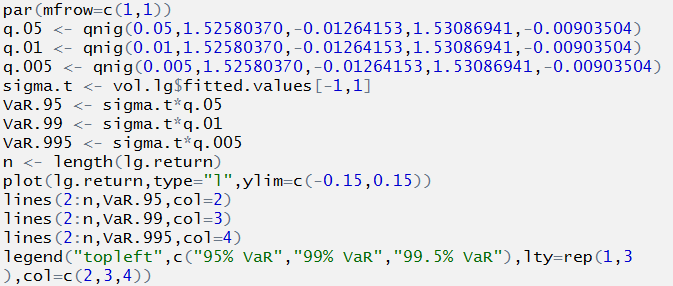 par(mfrow=c(1,1))
q.05 <- qnig(0.05,1.52580370,-0.01264153,1.53086941,-0.00903504)
q.01 <- qnig(0.01,1.52580370,-0.01264153,1.53086941,-0.00903504)
q.005 <- qnig(0.005,1.52580370,-0.01264153,1.53086941,-0.00903504)
sigma.t <- vol.lg$fitted.values[-1,1]
VaR.95 <- sigma.t*q.05
VaR.99 <- sigma.t*q.01
VaR.995 <- sigma.t*q.005
n <- length(lg.return)
plot(lg.return,type="l",ylim=c(-0.15,0.15))
lines(2:n,VaR.95,col=2)
lines(2:n,VaR.99,col=3)
lines(2:n,VaR.995,col=4)
legend("topleft",c("95% VaR","99% VaR","99.5% VaR"),lty=rep(1,3
),col=c(2,3,4))